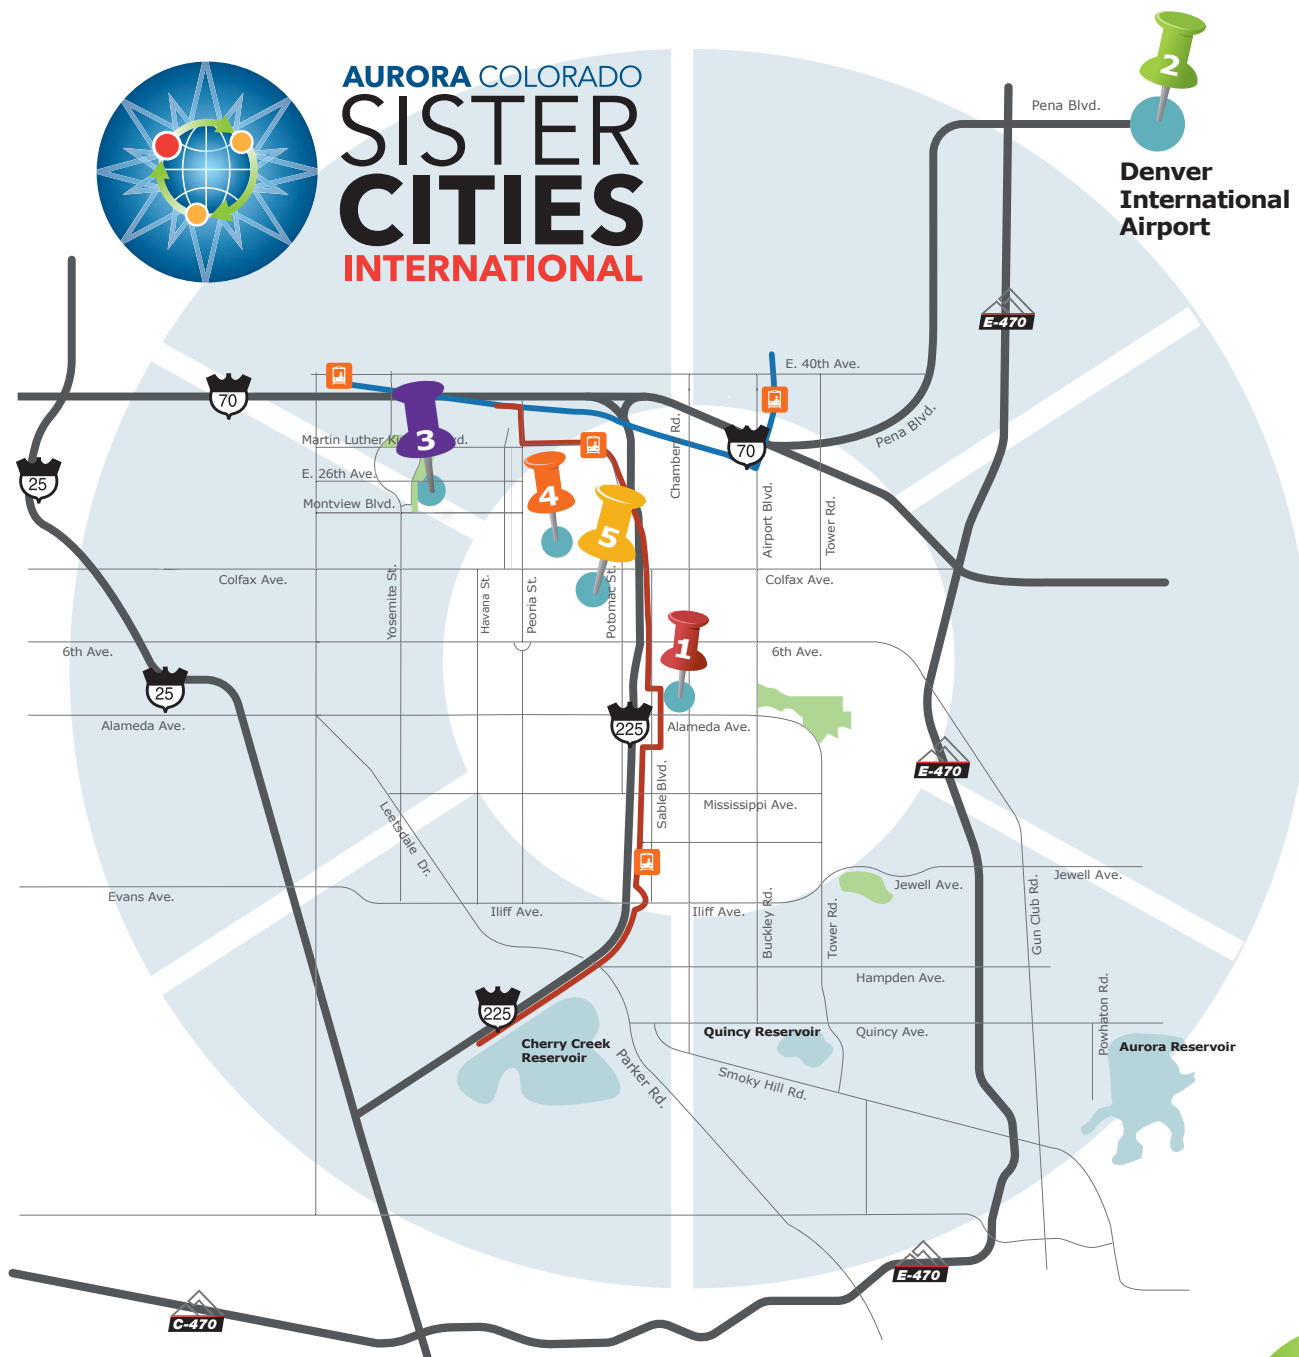 AURORA COLORADO
SISTER
CITIES
INTERNATIONAL
2
Pena Blvd.
Denver
International
Airport
E-470
E. 40th Ave.
70
Pena Blvd.
3
Martin Luther Ki
vd.
Chambers Rd.
70
E. 26th Ave.
25
4
Montview Blvd.
5
Airport Blvd.
Tower Rd.
Colfax Ave.
Colfax Ave.
Yosemite St.
Havana St.
Peoria St.
Potomac St.
6th Ave.
1
6th Ave.
25
Alameda Ave.
225
Alameda Ave.
E-470
Sable Blvd.
Mississippi Ave.
Leetsdale Dr.
Evans Ave.
Iliff Ave.
Iliff Ave.
Jewell Ave.
Jewell Ave.
Buckley Rd.
Tower Rd.
Gun Club Rd.
Hampden Ave.
Powhaton Rd.
225
Cherry Creek
Reservoir
Quincy Reservoir
Quincy Ave.
Aurora Reservoir
Parker Rd.
Smoky Hill Rd.
E-470
C-470